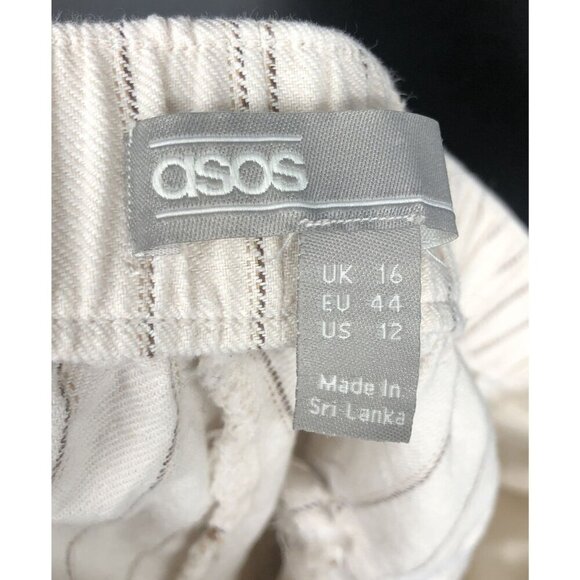 asos
UK 16
EU 44
US 12
Made In
Sri Lanka